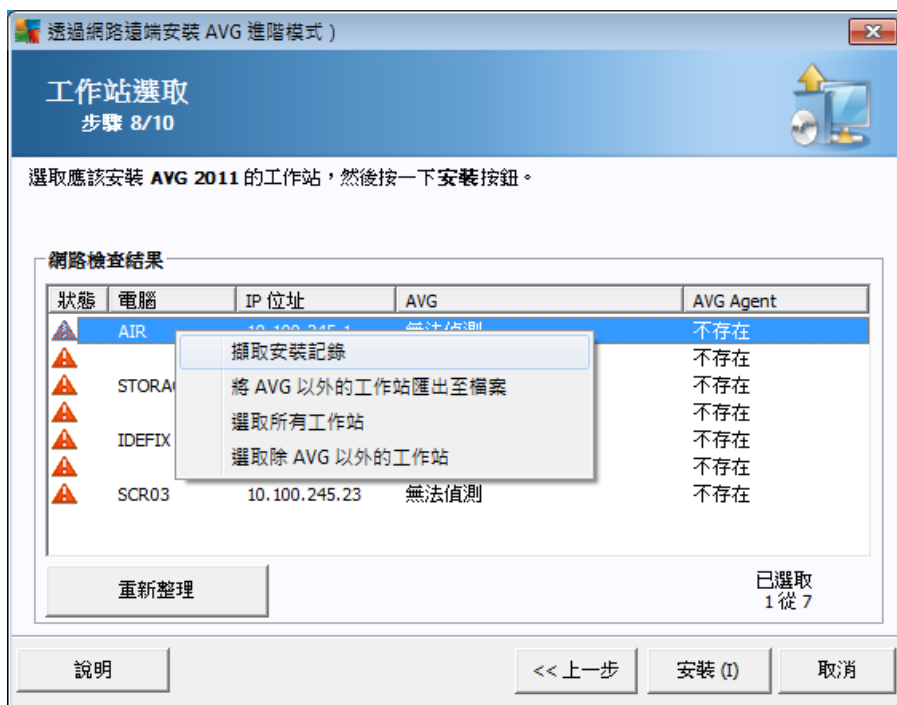 透過網路遠端安裝 AVG 進階模式 )
工作站選取
步驟 8/10
選取應該安裝 AVG 2011 的工作站，然後按一下安裝按鈕。
網路檢查結果
狀態 電腦 IP 位址 AVG AVG Agent
AIR 不存在
擷取安裝記錄
不存在
STORA 不存在
將 AVG 以外的工作站匯出至檔案
不存在
選取所有工作站
IDEFIX 不存在
選取除 AVG 以外的工作站
不存在
SCR03 10.100.245.23 無法偵測 不存在
重新整理
已選取
1 從 7
說明 << 上一步 安裝 (I) 取消